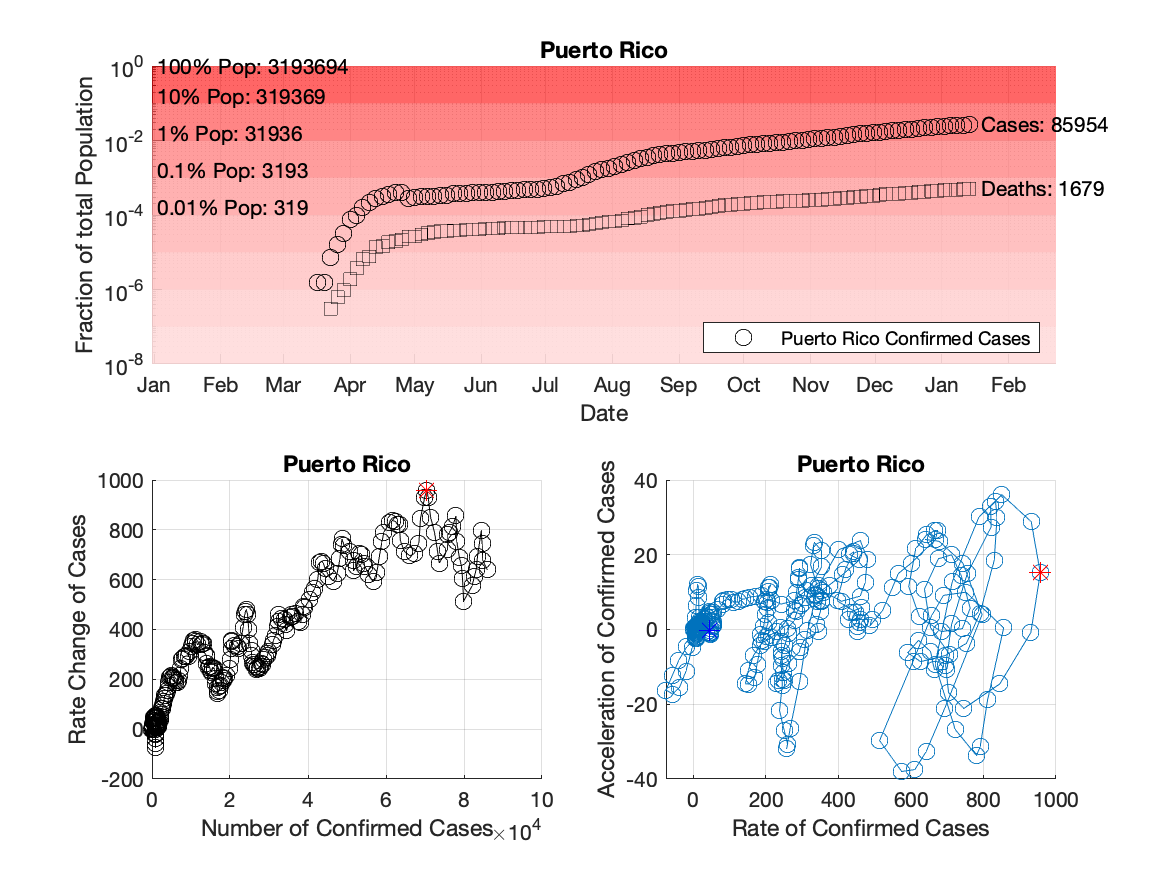 Puerto Rico
10^0
10^-2
10^-4
10^-6
10^-8
Fraction of total Population
100% Pop: 3193694
10% Pop: 319369
1% Pop: 31936
0.1% Pop: 3193
0.01% Pop: 319
Cases: 85954
Deaths: 1679
Puerto Rico Confirmed Cases
Jan Feb Mar Apr May Jun Jul Aug Sep Oct Nov Dec Jan Feb
Date
Puerto Rico
1000
800
600
400
200
0
-200
Rate Change of Cases
0 2 4 6 8 10
Number of Confirmed Cases ×10^4
Puerto Rico
40
20
0
-20
-40
Acceleration of Confirmed Cases
0 200 400 600 800 1000
Rate of Confirmed Cases